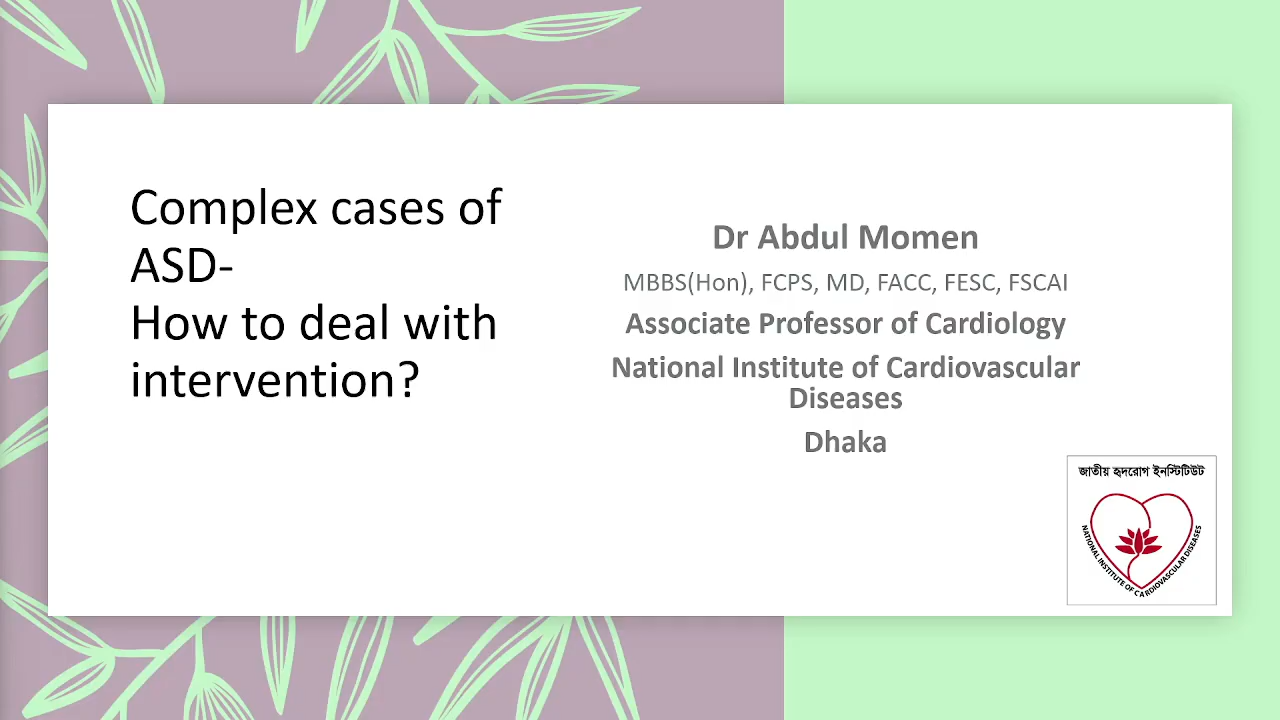 Complex cases of
ASD-
How to deal with
intervention?
Dr Abdul Momen
MBBS(Hon), FCPS, MD, FACC, FESC, FSCAI
Associate Professor of Cardiology
National Institute of Cardiovascular
Diseases
Dhaka
জাতীয় হৃদরোগ ইনস্টিটিউট
NATIONAL INSTITUTE OF CARDIOVASCULAR DISEASES